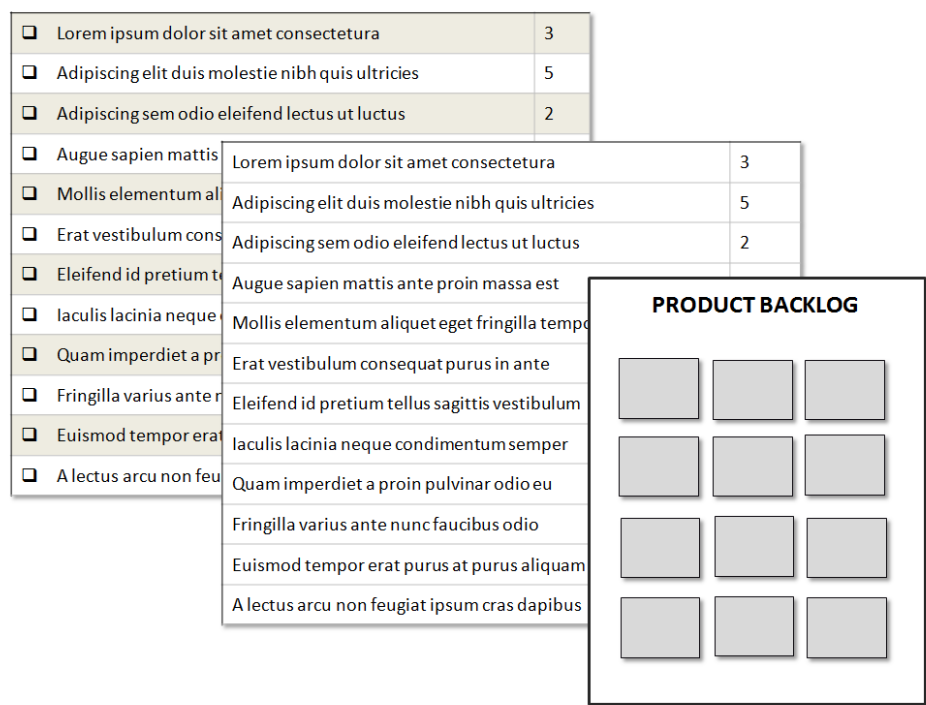 Lorem ipsum dolor sit amet consectetura 3
Adipiscing elit duis molestie nibh quis ultricies 5
Adipiscing sem odio eleifend lectus ut luctus 2
Augue sapien mattis
Mollis elementum ali
Erat vestibulum cons
Eleifend id pretium te
Iaculis lacinia neque
Quam imperdiet a pr
Fringilla varius ante
Euismod tempor erat
A lectus arcu non feu
Lorem ipsum dolor sit amet consectetura 3
Adipiscing elit duis molestie nibh quis ultricies 5
Adipiscing sem odio eleifend lectus ut luctus 2
Augue sapien mattis ante proin massa est
Mollis elementum aliquet eget fringilla tempo
Erat vestibulum consequat purus in ante
Eleifend id pretium tellus sagittis vestibulum
Iaculis lacinia neque condimentum semper
Quam imperdiet a proin pulvinar odio eu
Fringilla varius ante nunc faucibus odio
Euismod tempor erat purus at purus aliquam
A lectus arcu non feugiat ipsum cras dapibus
PRODUCT BACKLOG